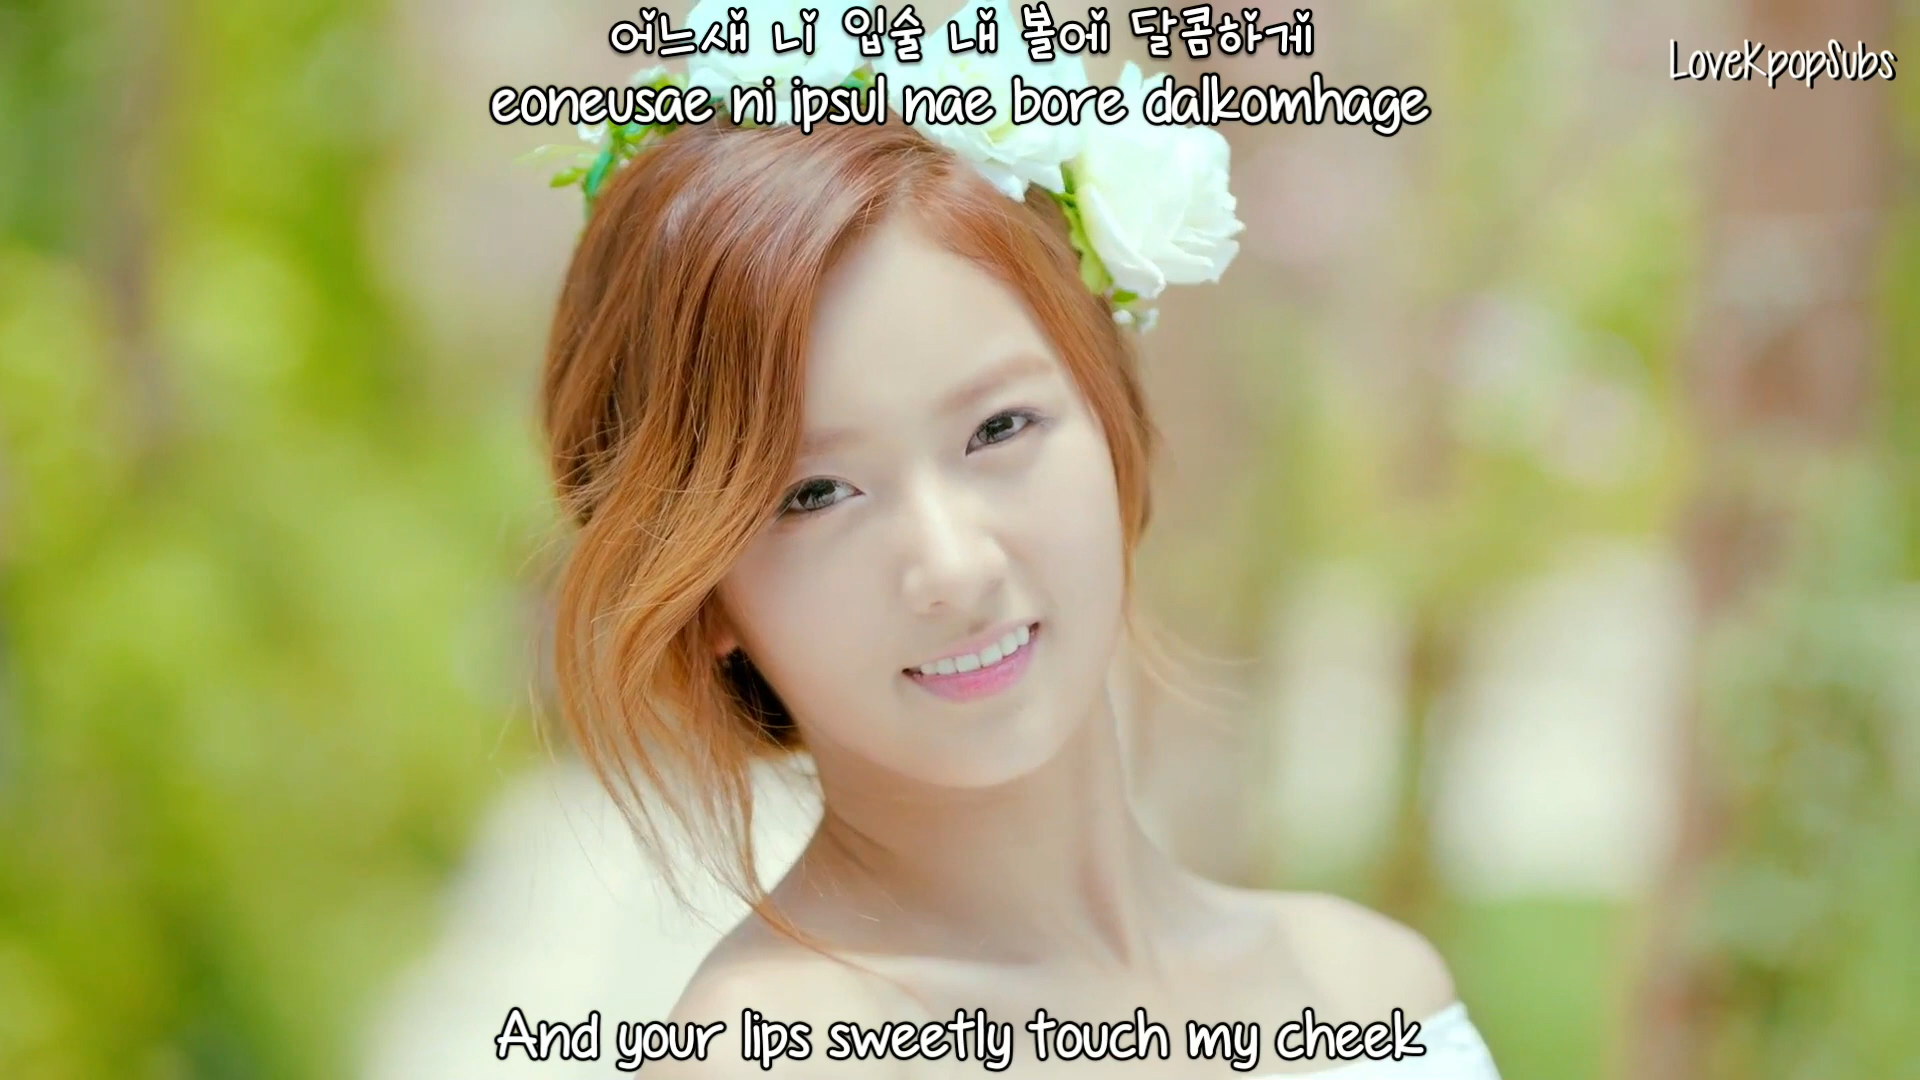 어느새 니 입술 내 볼에 달콤하게
LoveKpopSubs
eoneusae ni ipsul nae bore dalkomhage
And your lips sweetly touch my cheek